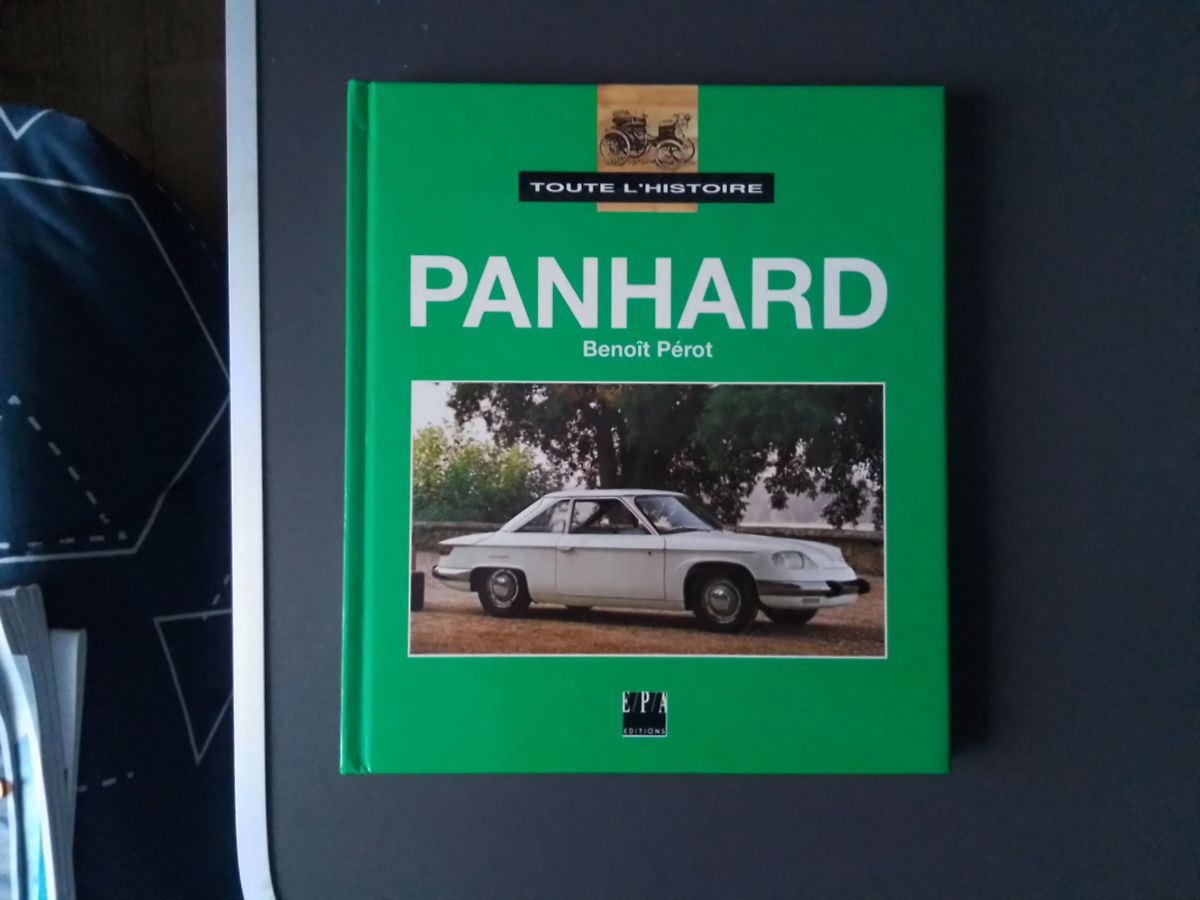 TOUTE L'HISTOIRE
PANHARD
Benoît Pérot
E/P/A
EDITIONS